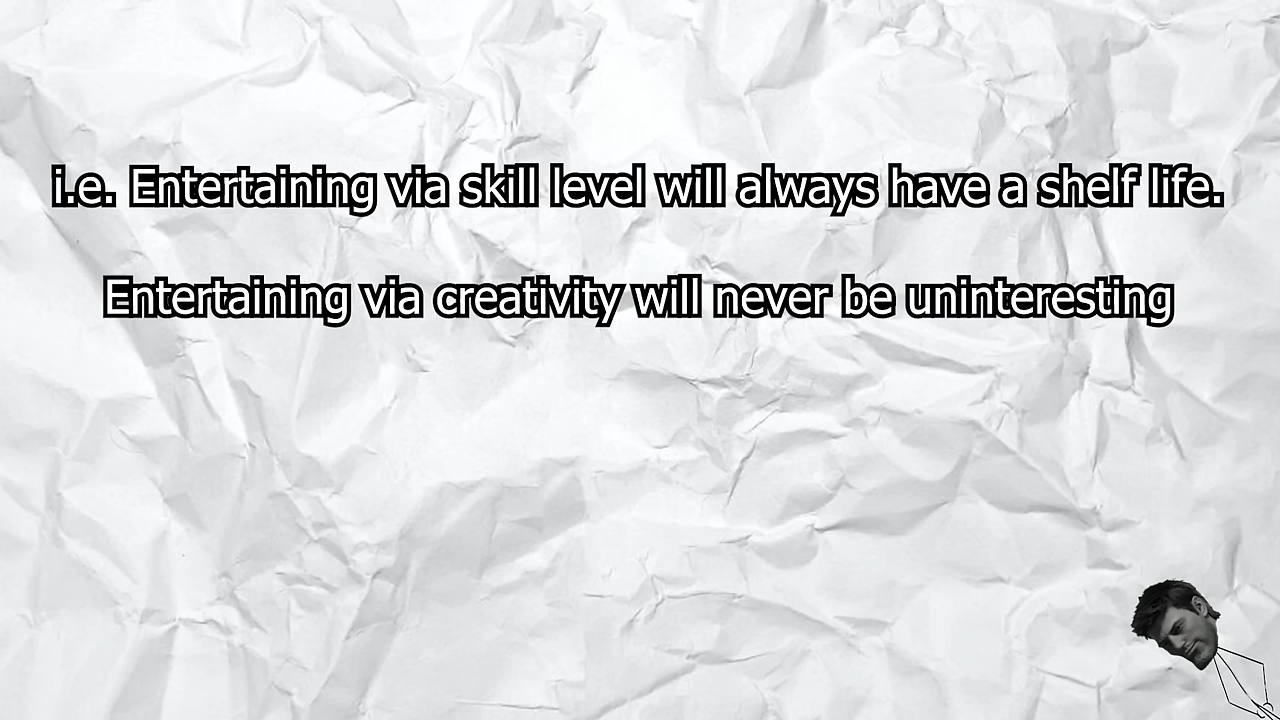 i.e. Entertaining via skill level will always have a shelf life.
Entertaining via creativity will never be uninteresting